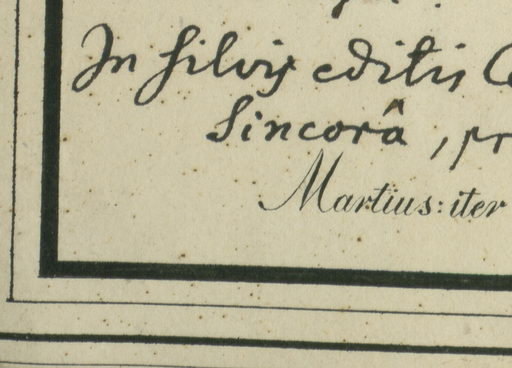 In silvis editis
Sincorâ, pr
Martius: iter